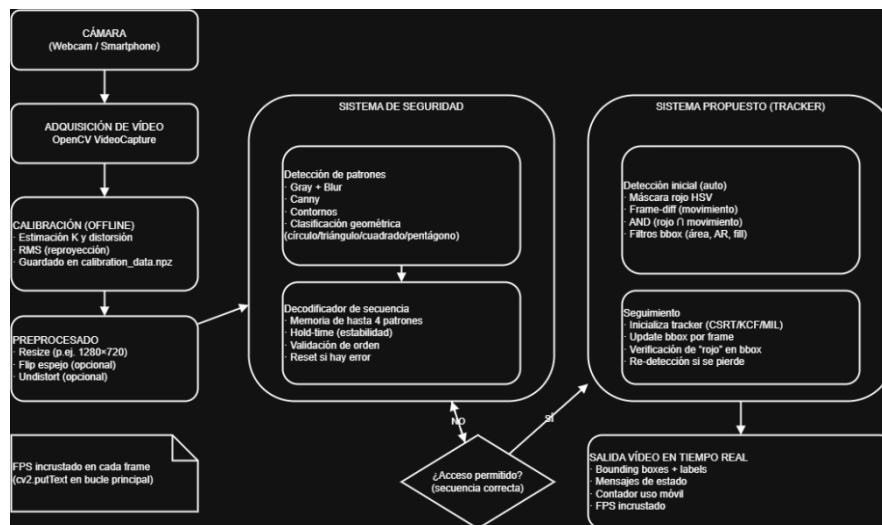 CÁMARA
(Webcam / Smartphone)
ADQUISICIÓN DE VÍDEO
OpenCV VideoCapture
CALIBRACIÓN (OFFLINE)
· Estimación K y distorsión
· RMS (reproyección)
· Guardado en calibration_data.npz
PREPROCESADO
· Resize (p.ej. 1280×720)
· Flip espejo (opcional)
· Undistort (opcional)
FPS incrustado en cada frame
(cv2.putText en bucle principal)
SISTEMA DE SEGURIDAD
Detección de patrones
· Gray + Blur
· Canny
· Contornos
· Clasificación geométrica
(círculo/triángulo/cuadrado/pentágono)
Decodificador de secuencia
· Memoria de hasta 4 patrones
· Hold-time (estabilidad)
· Validación de orden
· Reset si hay error
NO
SÍ
¿Acceso permitido?
(secuencia correcta)
SISTEMA PROPUESTO (TRACKER)
Detección inicial (auto)
· Máscara rojo HSV
· Frame-diff (movimiento)
· AND (rojo ∩ movimiento)
· Filtros bbox (área, AR, fill)
Seguimiento
· Inicializa tracker (CSRT/KCF/MIL)
· Update bbox por frame
· Verificación de "rojo" en bbox
· Re-detección si se pierde
SALIDA VÍDEO EN TIEMPO REAL
· Bounding boxes + labels
· Mensajes de estado
· Contador uso móvil
· FPS incrustado